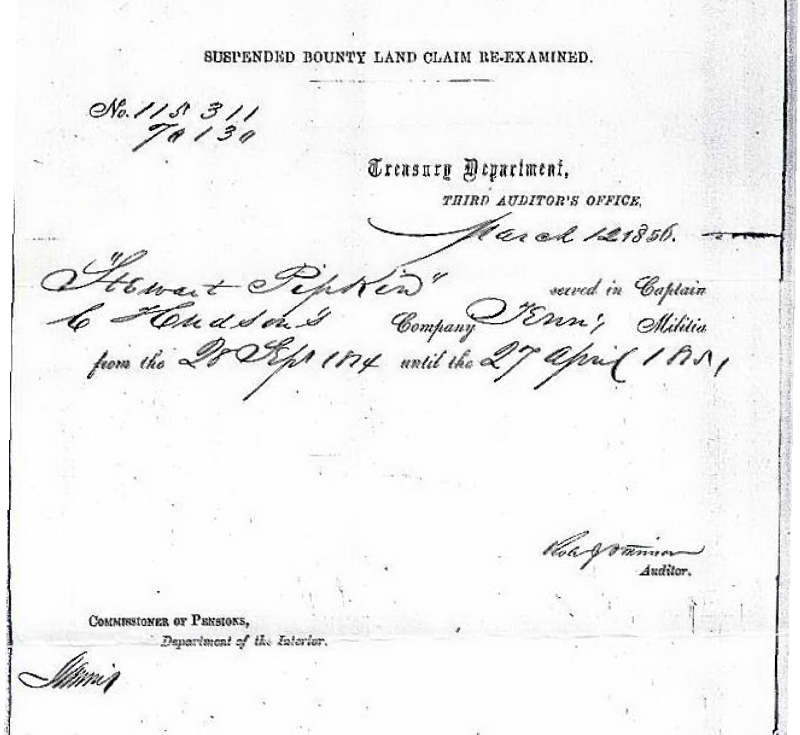 SUSPENDED BOUNTY LAND CLAIM RE-EXAMINED.
No. 115 311
Treasury Department,
THIRD AUDITOR'S OFFICE,
March 12 1856.
"Stewart Pipkin" served in Captain
C Hudson's Company Tenn, Militia
from the 28 Sept 1814 until the 27 April 1815,
Auditor.
COMMISSIONER OF PENSIONS,
Department of the Interior.